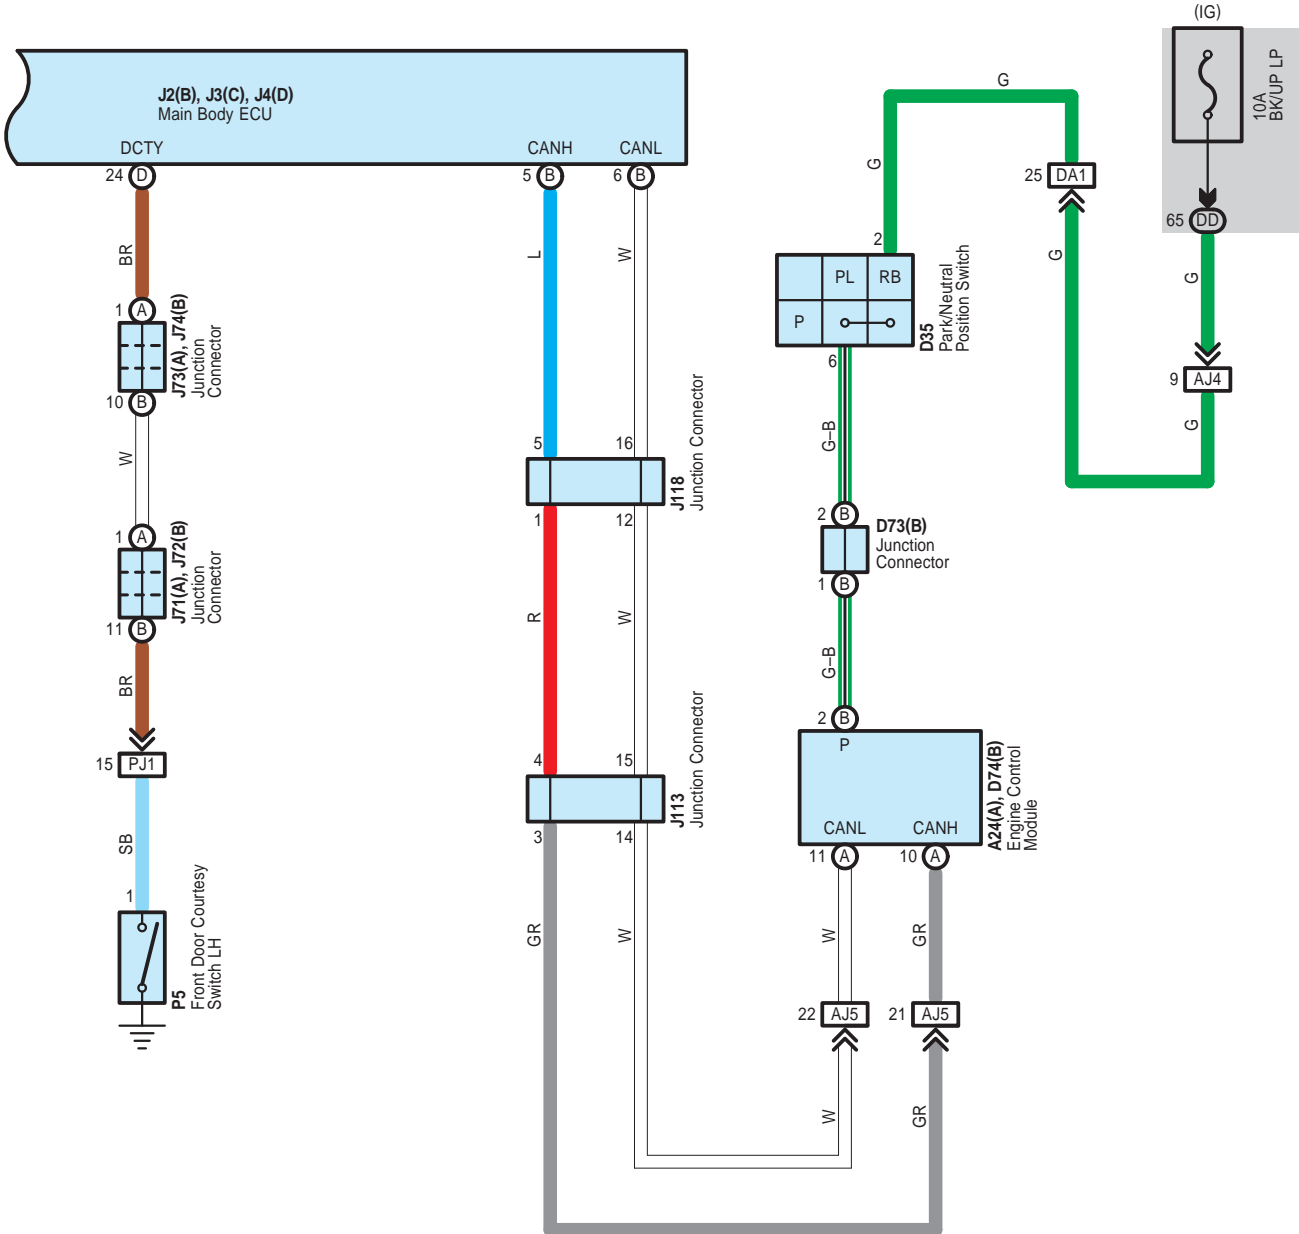 (IG)
10A
BK/UP LP
65 DD
G
9 AJ4
G
G
25 DA1
G
G
2
PL RB
P
D35
Park/Neutral
Position Switch
6
G–B
2 B
D73(B)
Junction
Connector
1 B
G–B
2 B
P
A24(A), D74(B)
Engine Control
Module
CANL CANH
11 A 10 A
W GR
22 AJ5 21 AJ5
W GR
J2(B), J3(C), J4(D)
Main Body ECU
DCTY CANH CANL
24 D 5 B 6 B
BR
1 A
J73(A), J74(B)
Junction
Connector
10 B
W
1 A
J71(A), J72(B)
Junction
Connector
11 B
BR
15 PJ1
SB
1
P5
Front Door Courtesy
Switch LH
L W
5 16
J118
Junction Connector
1 12
R W
4 15
J113
Junction Connector
3 14
GR W